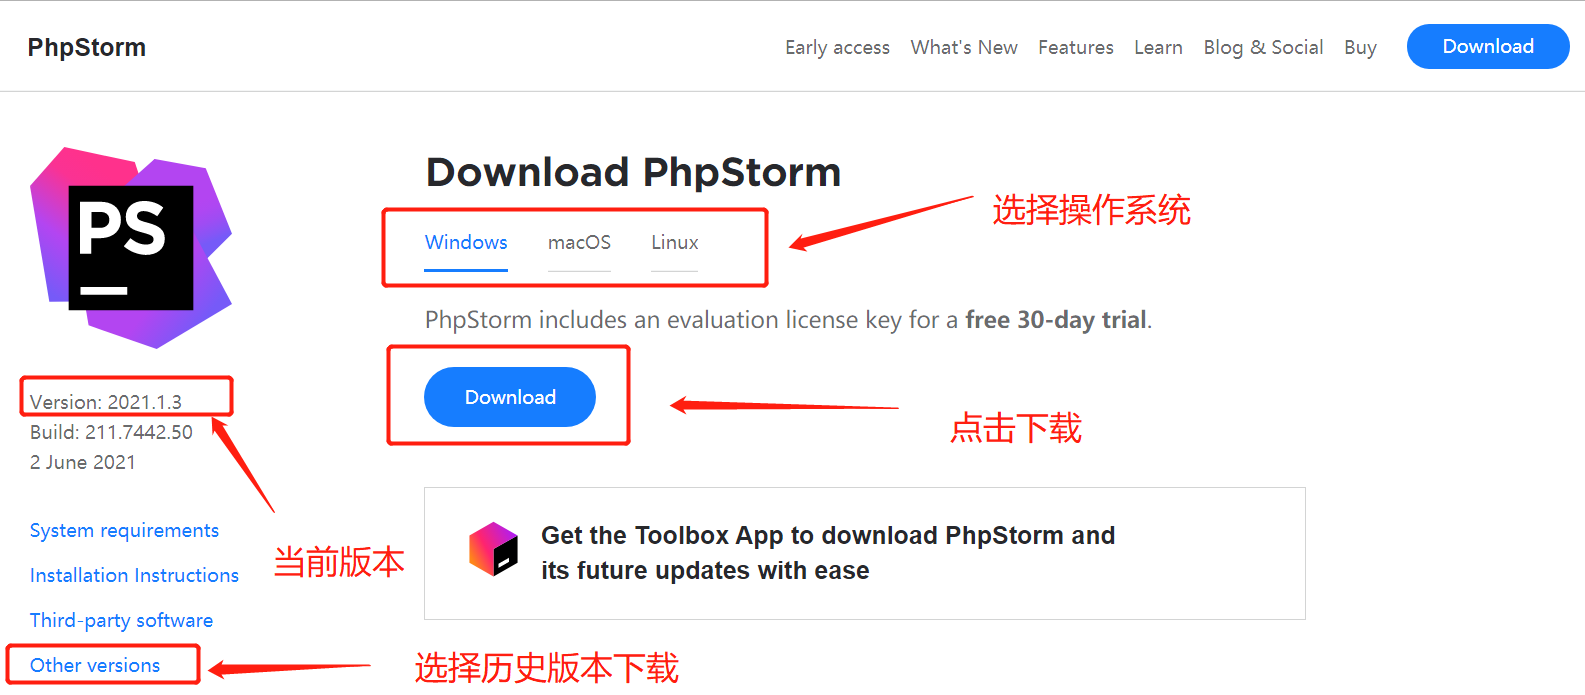 PhpStorm
Early access
What's New
Features
Learn
Blog & Social
Buy
Download
PS
Download PhpStorm
选择操作系统
Windows
macOS
Linux
PhpStorm includes an evaluation license key for a free 30-day trial.
Download
点击下载
Version: 2021.1.3
Build: 211.7442.50
2 June 2021
当前版本
System requirements
Installation Instructions
Third-party software
Other versions
选择历史版本下载
Get the Toolbox App to download PhpStorm and
its future updates with ease